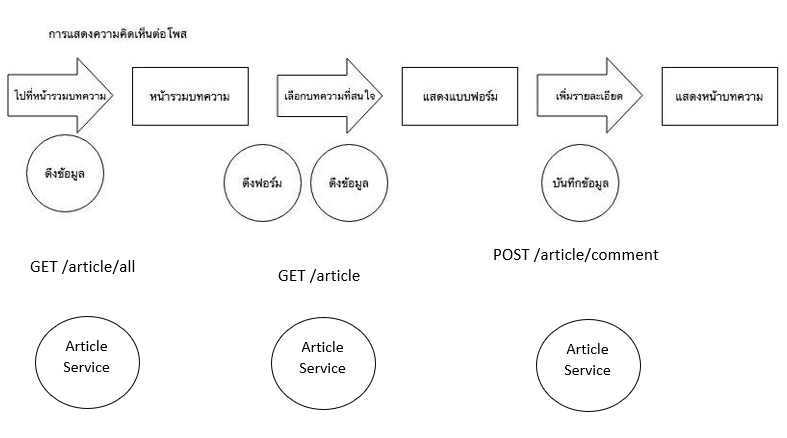 การแสดงความคิดเห็นต่อโพส
ไปที่หน้ารวมบทความ
หน้ารวมบทความ
เลือกบทความที่สนใจ
แสดงแบบฟอร์ม
เพิ่มรายละเอียด
แสดงหน้าบทความ
ดึงข้อมูล
ดึงฟอร์ม
ดึงข้อมูล
บันทึกข้อมูล
GET /article/all
GET /article
POST /article/comment
Article
Service
Article
Service
Article
Service